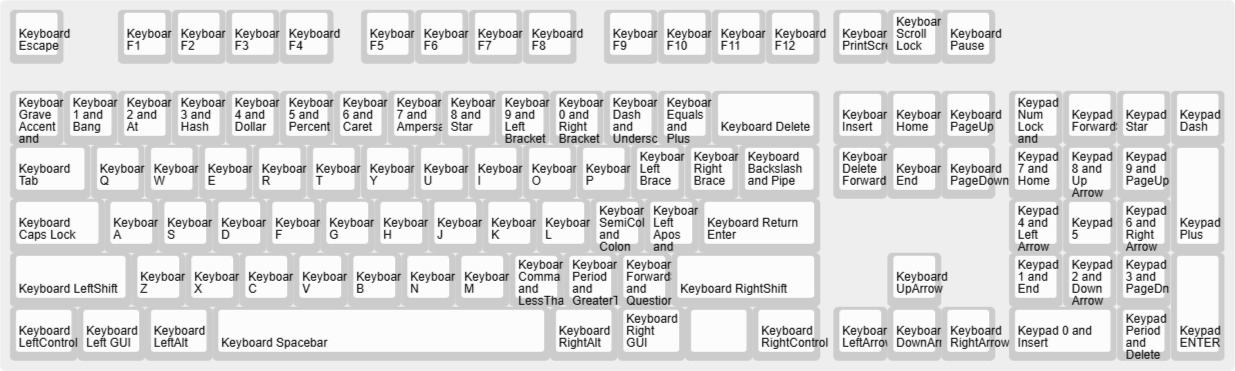 Keyboard
Escape
Keyboar
F1
Keyboar
F2
Keyboar
F3
Keyboard
F4
Keyboar
F5
Keyboar
F6
Keyboar
F7
Keyboard
F8
Keyboar
F9
Keyboar
F10
Keyboar
F11
Keyboard
F12
Keyboar
PrintScre
Keyboar
Scroll
Lock
Keyboard
Pause
Keyboar
Grave
Accent
and
Keyboar
1 and
Bang
Keyboar
2 and
At
Keyboar
3 and
Hash
Keyboar
4 and
Dollar
Keyboar
5 and
Percent
Keyboar
6 and
Caret
Keyboar
7 and
Ampersa
Keyboar
8 and
Star
Keyboar
9 and
Left
Bracket
Keyboar
0 and
Right
Bracket
Keyboar
Dash
and
Undersc
Keyboar
Equals
and
Plus
Keyboard Delete
Keyboar
Insert
Keyboar
Home
Keyboard
PageUp
Keypad
Num
Lock
and
Keypad
Forward
Keypad
Star
Keypad
Dash
Keyboard
Tab
Keyboar
Q
Keyboar
W
Keyboar
E
Keyboar
R
Keyboar
T
Keyboar
Y
Keyboar
U
Keyboar
I
Keyboar
O
Keyboar
P
Keyboar
Left
Brace
Keyboar
Right
Brace
Keyboard
Backslash
and Pipe
Keyboar
Delete
Forward
Keyboar
End
Keyboard
PageDown
Keypad
7 and
Home
Keypad
8 and
Up
Arrow
Keypad
9 and
PageUp
Keypad
Plus
Keyboard
Caps Lock
Keyboar
A
Keyboar
S
Keyboar
D
Keyboar
F
Keyboar
G
Keyboar
H
Keyboar
J
Keyboar
K
Keyboar
L
Keyboar
SemiCol
and
Colon
Keyboar
Left
Apos
and
Keyboard Return
Enter
Keypad
4 and
Left
Arrow
Keypad
5
Keypad
6 and
Right
Arrow
Keyboard LeftShift
Keyboar
Z
Keyboar
X
Keyboar
C
Keyboar
V
Keyboar
B
Keyboar
N
Keyboar
M
Keyboar
Comma
and
LessTha
Keyboar
Period
and
GreaterT
Keyboar
Forward
and
Question
Keyboard RightShift
Keyboard
UpArrow
Keypad
1 and
End
Keypad
2 and
Down
Arrow
Keypad
3 and
PageDn
Keypad
ENTER
Keyboard
LeftControl
Keyboard
Left GUI
Keyboard
LeftAlt
Keyboard Spacebar
Keyboard
RightAlt
Keyboard
Right
GUI
Keyboard
RightControl
Keyboar
LeftArrov
Keyboar
DownArr
Keyboard
RightArrow
Keypad 0 and
Insert
Keypad
Period
and
Delete